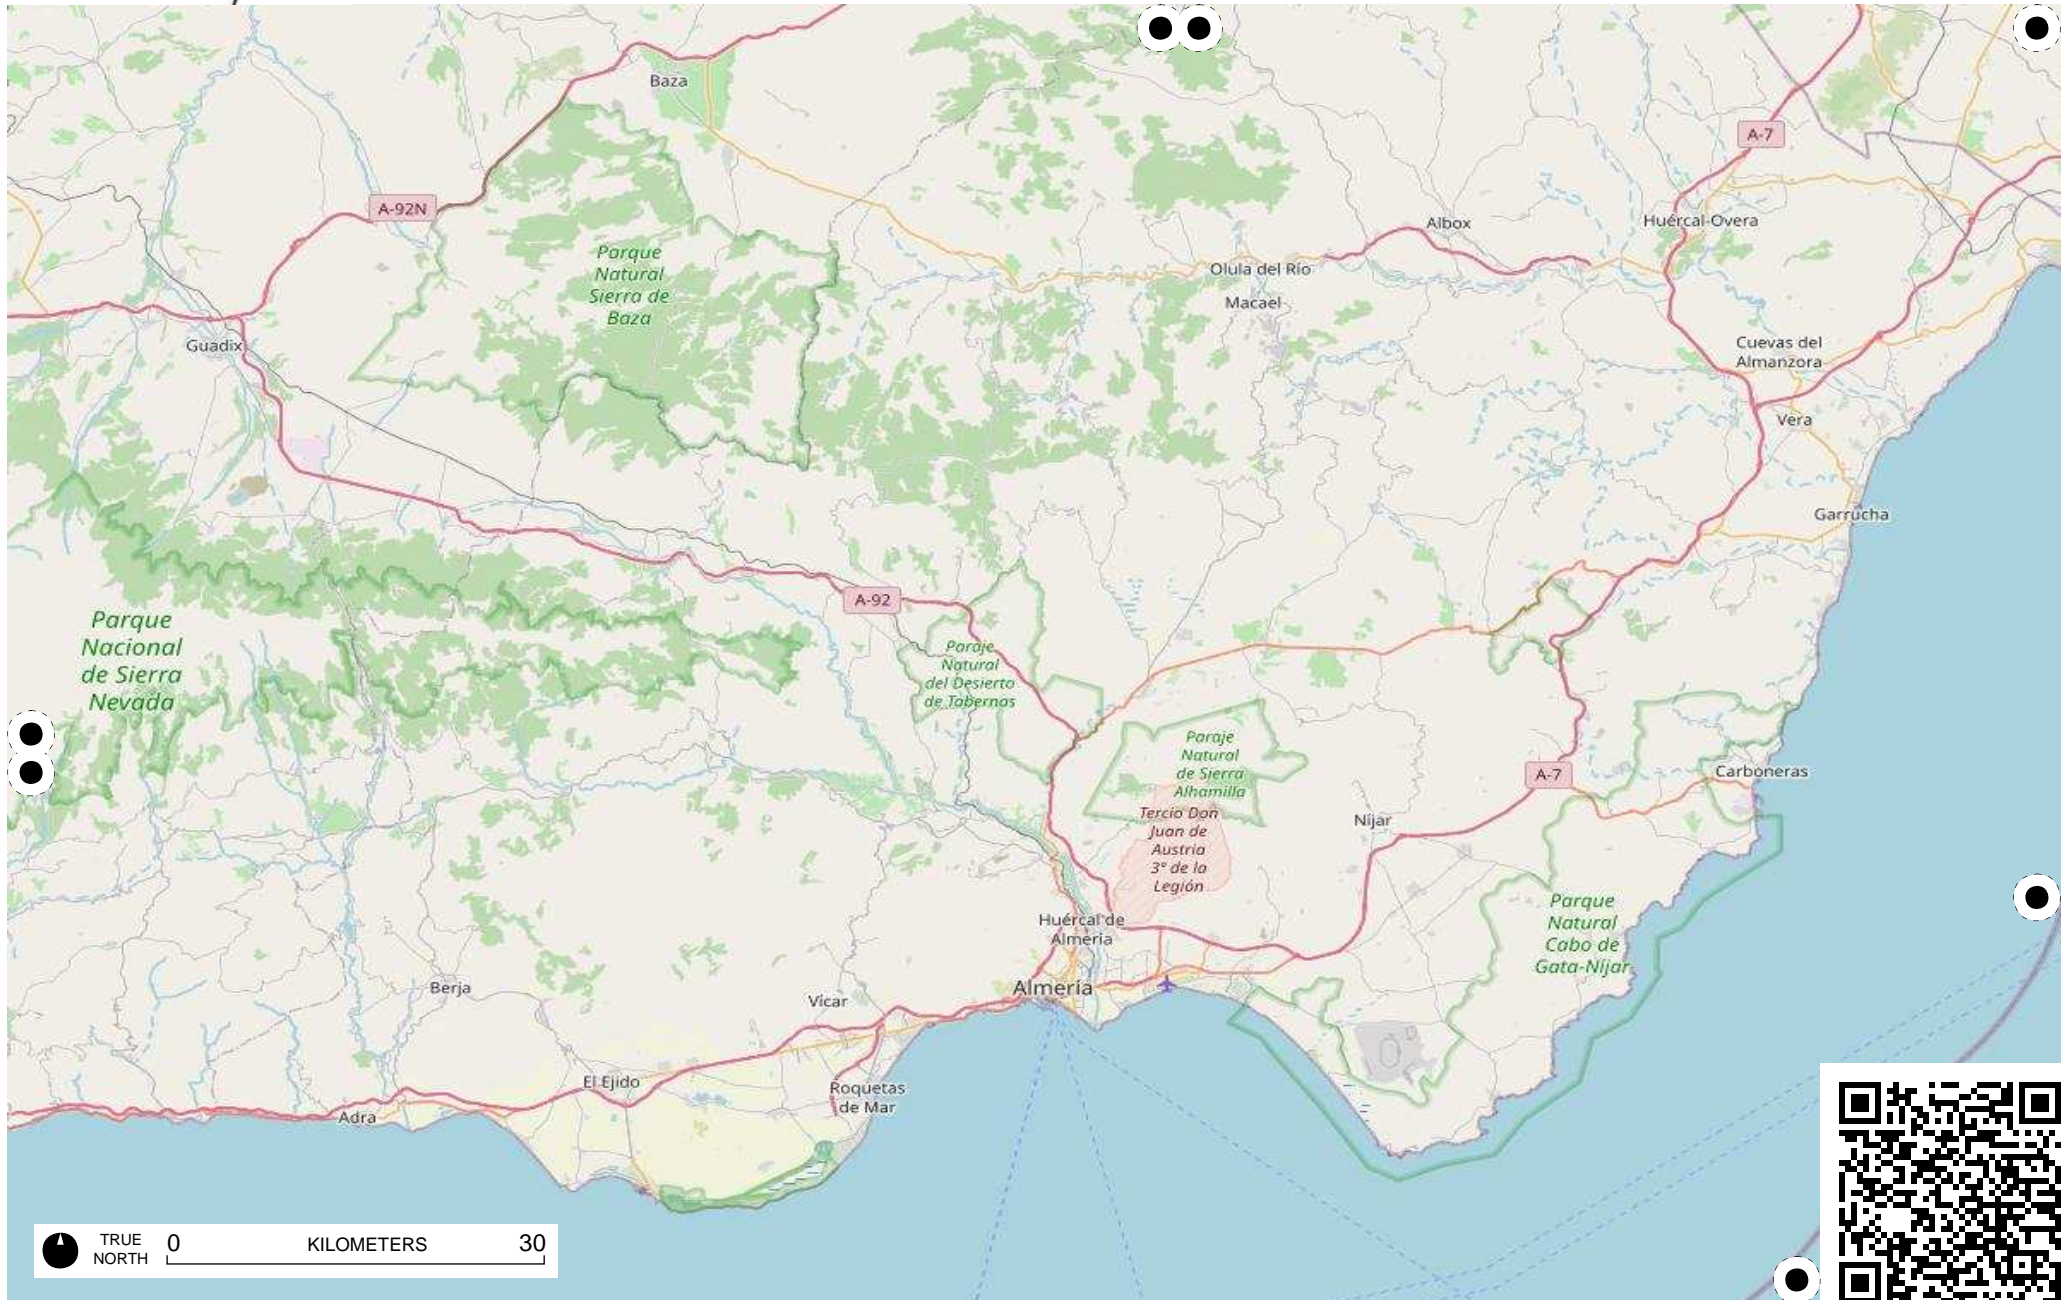 Baza
A-7
A-92N
Albox
Huércal-Overa
Parque
Natural
Sierra de
Baza
Olula del Río
Macael
Guadix
Cuevas del
Almanzora
Vera
Garrucha
A-92
Parque
Nacional
de Sierra
Nevada
Paraje
Natural
del Desierto
de Tabernas
Paraje
Natural
de Sierra
Alhamilla
A-7
Carboneras
Tercio Don
Juan de
Austria
3º de la
Legión
Níjar
Parque
Natural
Cabo de
Gata-Níjar
Huércal de
Almería
Berja
Vícar
Almería
El Ejido
Roquetas
de Mar
Adra
TRUE
NORTH
0 KILOMETERS 30